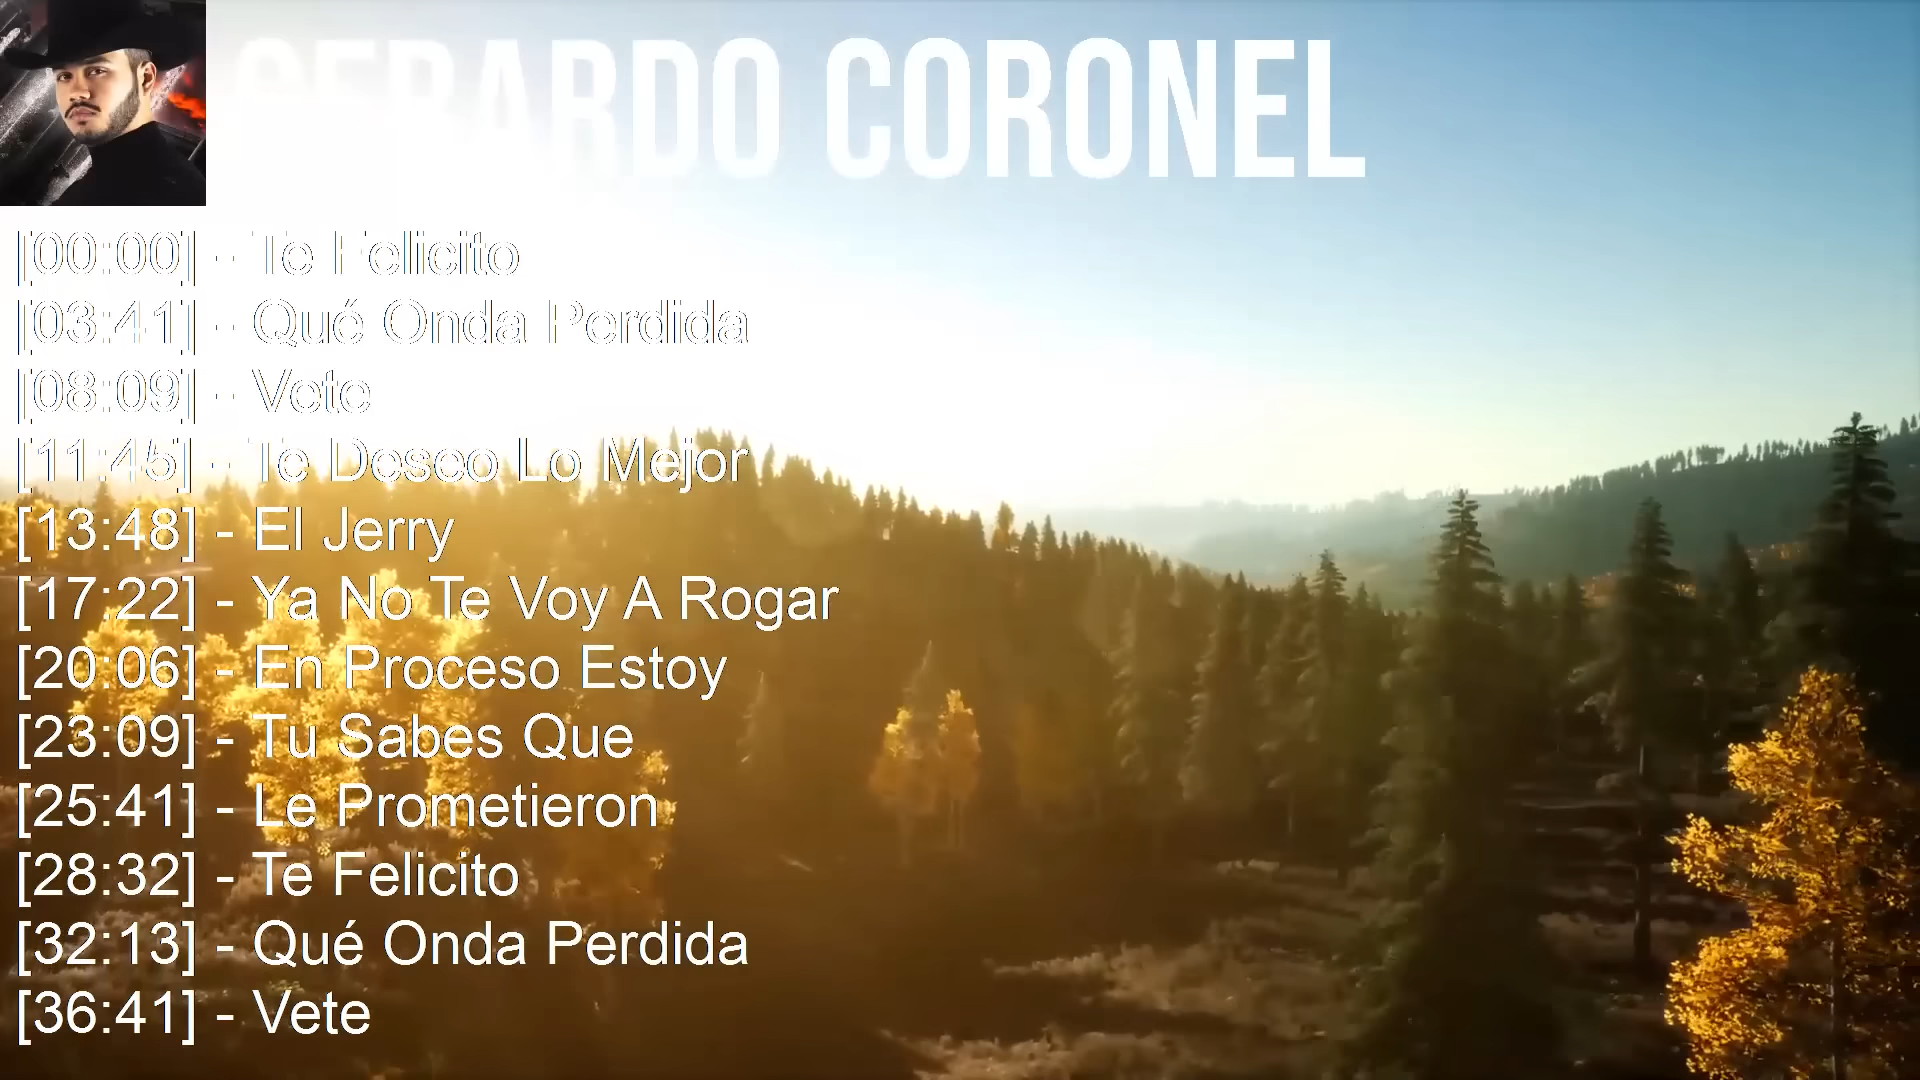 GERARDO CORONEL
[00:00] - Te Felicito
[03:41] - Qué Onda Perdida
[08:09] - Vete
[11:45] - Te Deseo Lo Mejor
[13:48] - El Jerry
[17:22] - Ya No Te Voy A Rogar
[20:06] - En Proceso Estoy
[23:09] - Tu Sabes Que
[25:41] - Le Prometieron
[28:32] - Te Felicito
[32:13] - Qué Onda Perdida
[36:41] - Vete